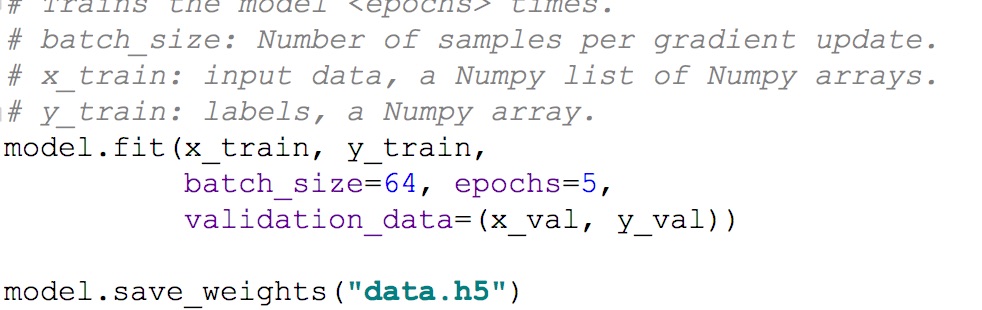 # Trains the model <epochs> times.
# batch_size: Number of samples per gradient update.
# x_train: input data, a Numpy list of Numpy arrays.
# y_train: labels, a Numpy array.
model.fit(x_train, y_train,
          batch_size=64, epochs=5,
          validation_data=(x_val, y_val))
model.save_weights("data.h5")